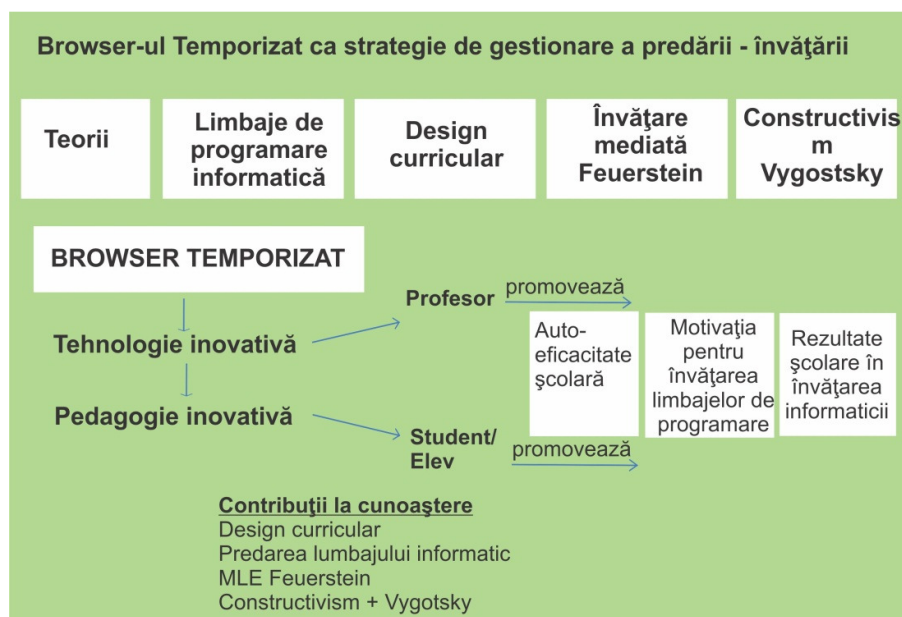 Browser-ul Temporizat ca strategie de gestionare a predării - învăţării
Teorii
Limbaje de
programare
informatică
Design
curricular
Învăţare
mediată
Feuerstein
Constructivis
m
Vygostsky
BROWSER TEMPORIZAT
Tehnologie inovativă
Pedagogie inovativă
Profesor
promovează
Student/
Elev
promovează
Auto-
eficacitate
şcolară
Motivaţia
pentru
învăţarea
limbajelor de
programare
Rezultate
şcolare în
învăţarea
informaticii
Contribuţii la cunoaştere
Design curricular
Predarea lumbajului informatic
MLE Feuerstein
Constructivism + Vygotsky